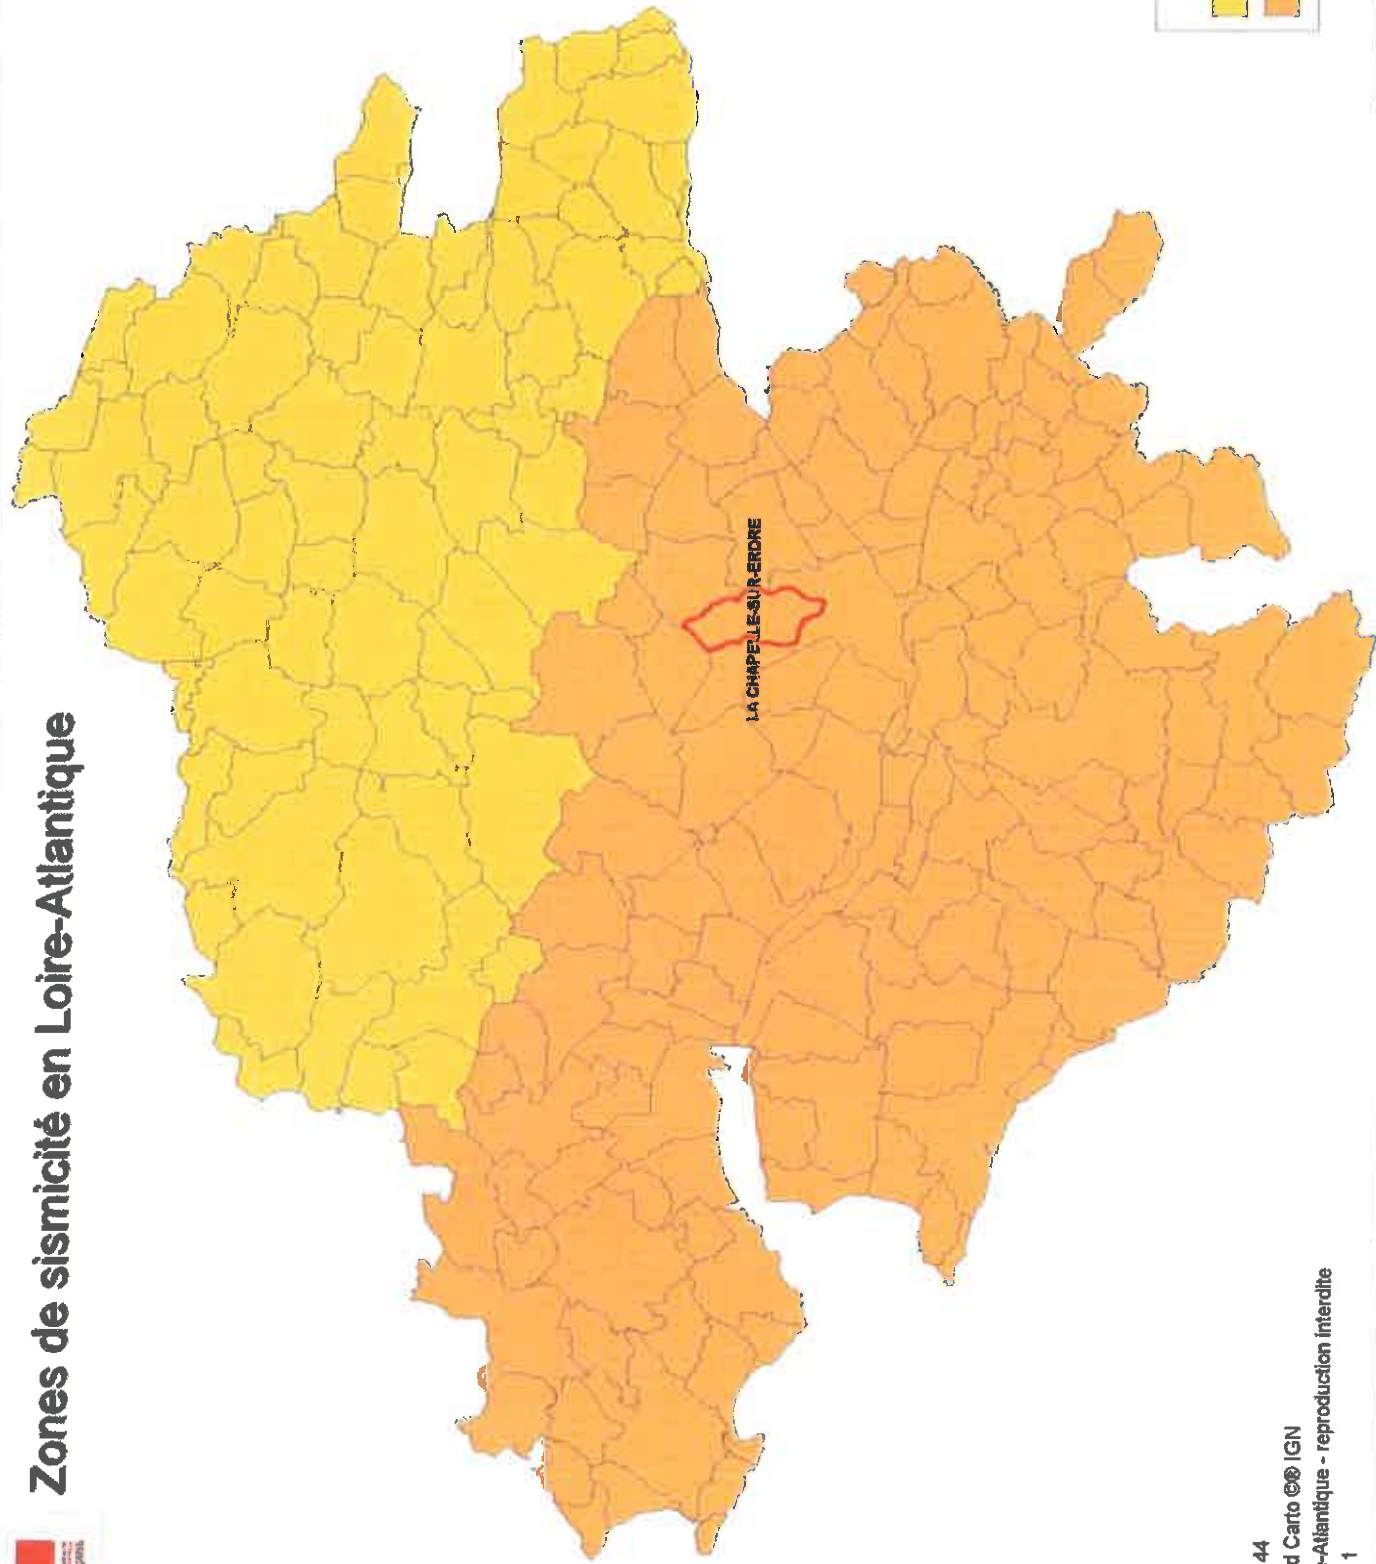 Zones de sismicité en Loire-Atlantique
LA CHAPELLE-SUR-ERDRE
44
d Carto ©® IGN
-Atlantique - reproduction interdite
1